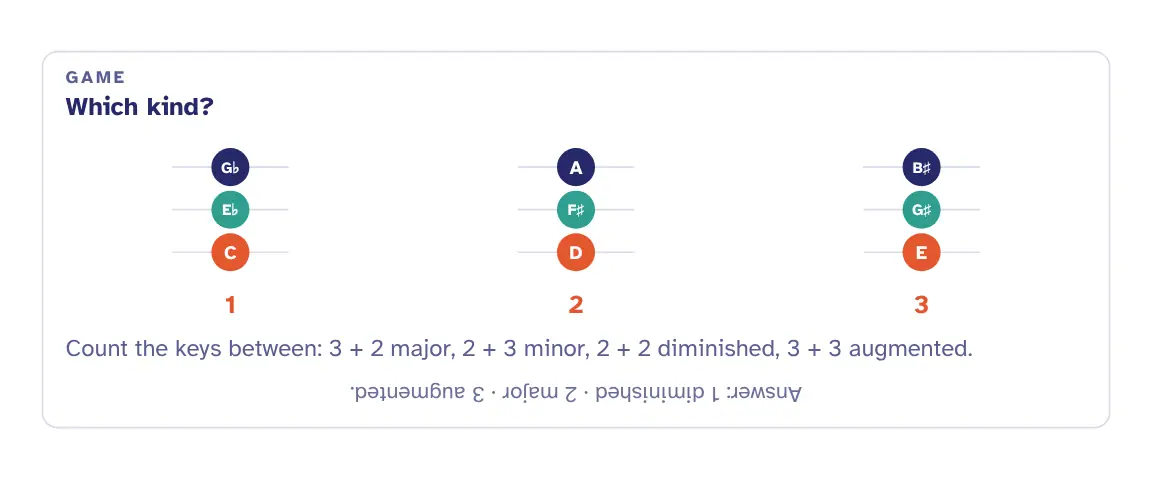 GAME
Which kind?
G♭ A B♯
E♭ F♯ G♯
C D E
1 2 3
Count the keys between: 3 + 2 major, 2 + 3 minor, 2 + 2 diminished, 3 + 3 augmented.
Answer: 1 diminished · 2 major · 3 augmented.